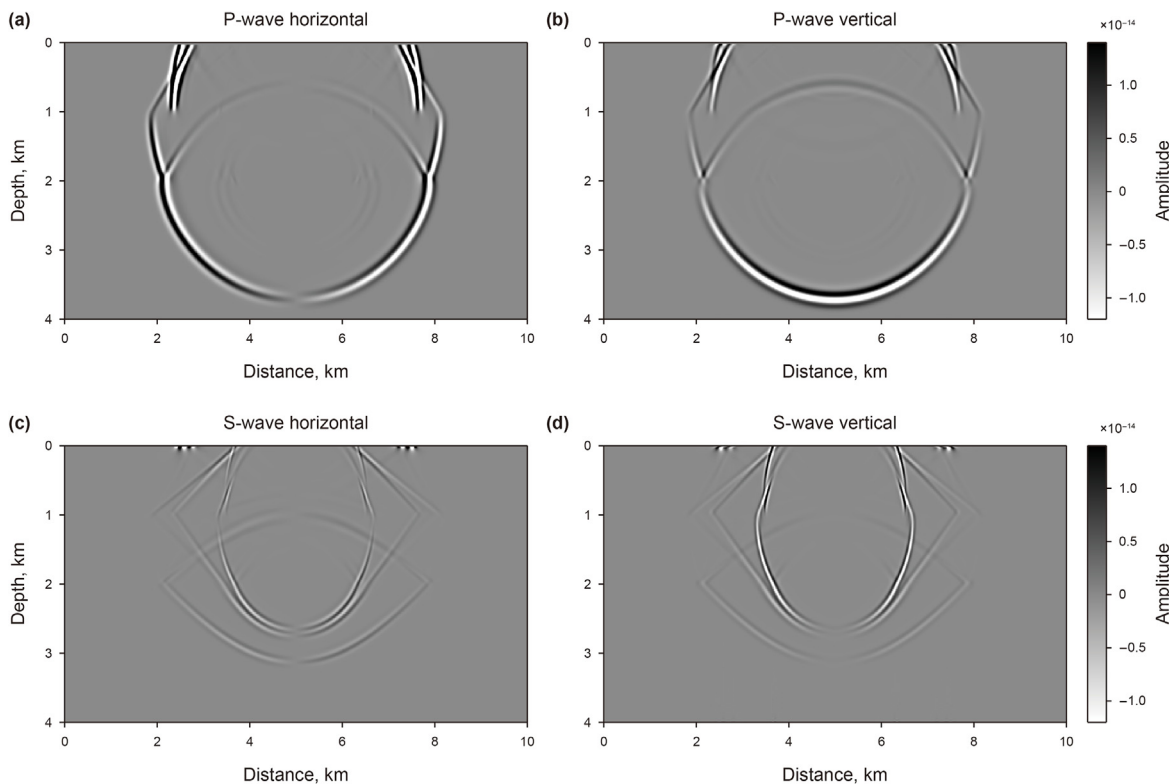 (a) P-wave horizontal
(b) P-wave vertical
×10⁻¹⁴
0
1
2
3
4
Depth, km
0 2 4 6 8 10
Distance, km
0
1
2
3
4
0 2 4 6 8 10
Distance, km
1.0
0.5
0
−0.5
−1.0
Amplitude
(c) S-wave horizontal
(d) S-wave vertical
×10⁻¹⁴
0
1
2
3
4
Depth, km
0 2 4 6 8 10
Distance, km
0
1
2
3
4
0 2 4 6 8 10
Distance, km
1.0
0.5
0
−0.5
−1.0
Amplitude